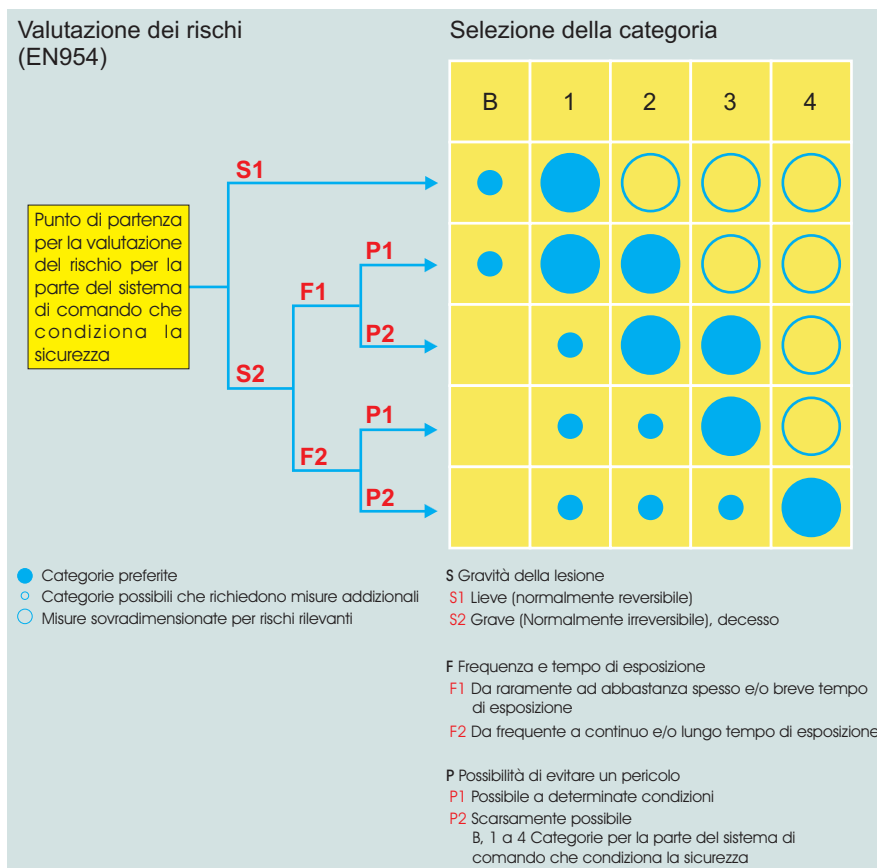 Valutazione dei rischi
(EN954)
Selezione della categoria
B 1 2 3 4
S1
Punto di partenza
per la valutazione
del rischio per la
parte del sistema
di comando che
condiziona la
sicurezza
P1
F1
P2
S2
P1
F2
P2
Categorie preferite
Categorie possibili che richiedono misure addizionali
Misure sovradimensionate per rischi rilevanti
S Gravità della lesione
S1 Lieve (normalmente reversibile)
S2 Grave (Normalmente irreversibile), decesso
F Frequenza e tempo di esposizione
F1 Da raramente ad abbastanza spesso e/o breve tempo
di esposizione
F2 Da frequente a continuo e/o lungo tempo di esposizione
P Possibilità di evitare un pericolo
P1 Possibile a determinate condizioni
P2 Scarsamente possibile
B, 1 a 4 Categorie per la parte del sistema di
comando che condiziona la sicurezza